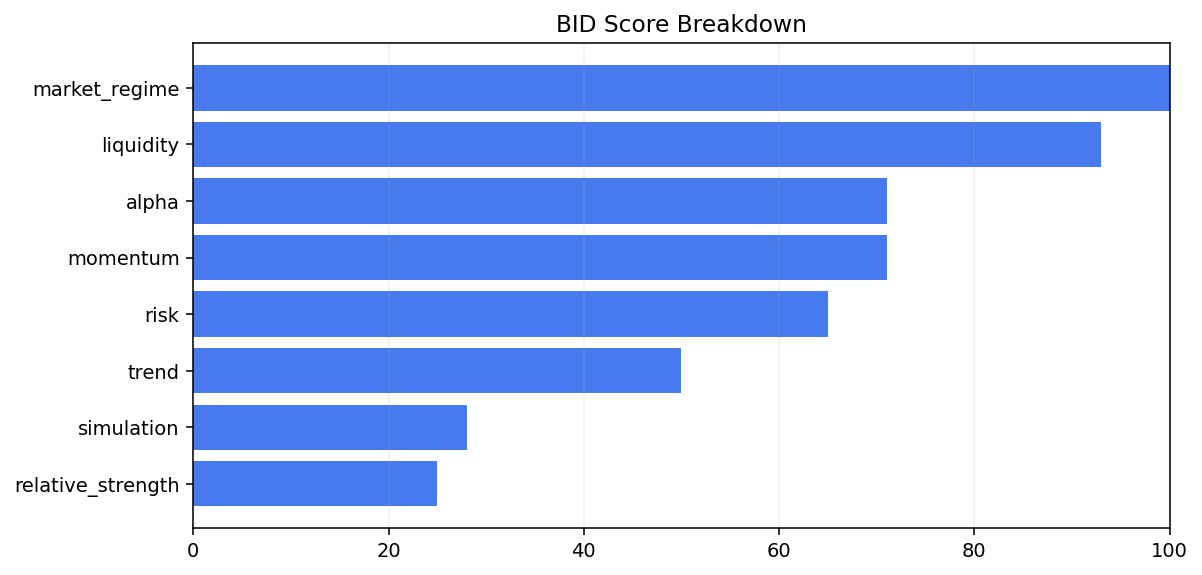 BID Score Breakdown
market_regime
liquidity
alpha
momentum
risk
trend
simulation
relative_strength
0 20 40 60 80 100